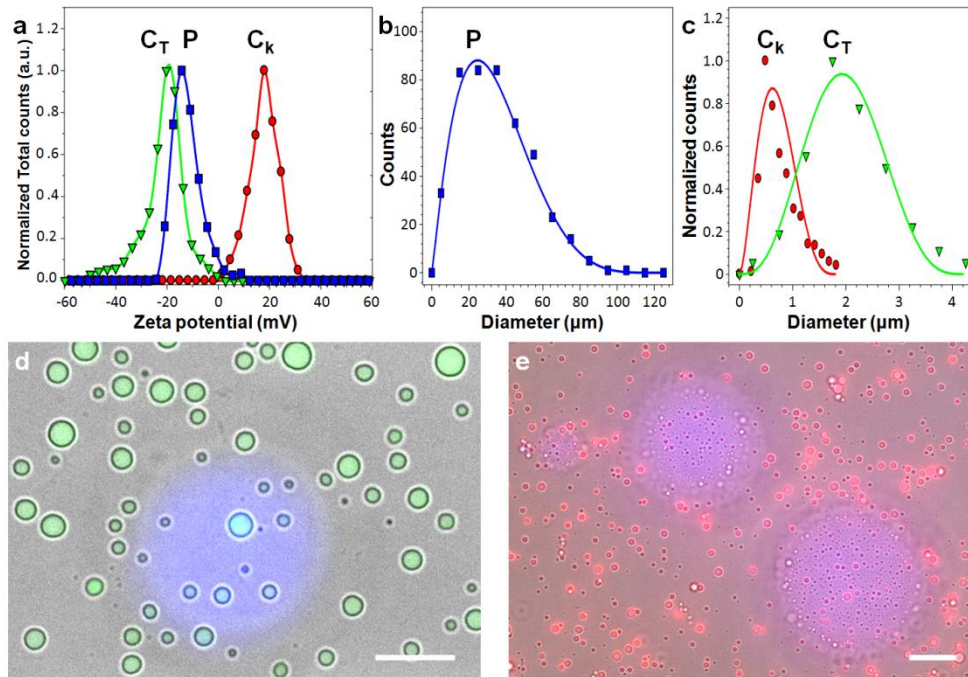 a
C_T P C_k
Normalized Total counts (a.u.)
1.0
0.8
0.6
0.4
0.2
0.0
-60 -40 -20 0 20 40 60
Zeta potential (mV)
b
P
Counts
80
60
40
20
0
0 20 40 60 80 100 120
Diameter (μm)
c
C_k C_T
Normalized counts
1.2
1.0
0.8
0.6
0.4
0.2
0.0
0 1 2 3 4
Diameter (μm)
d
e